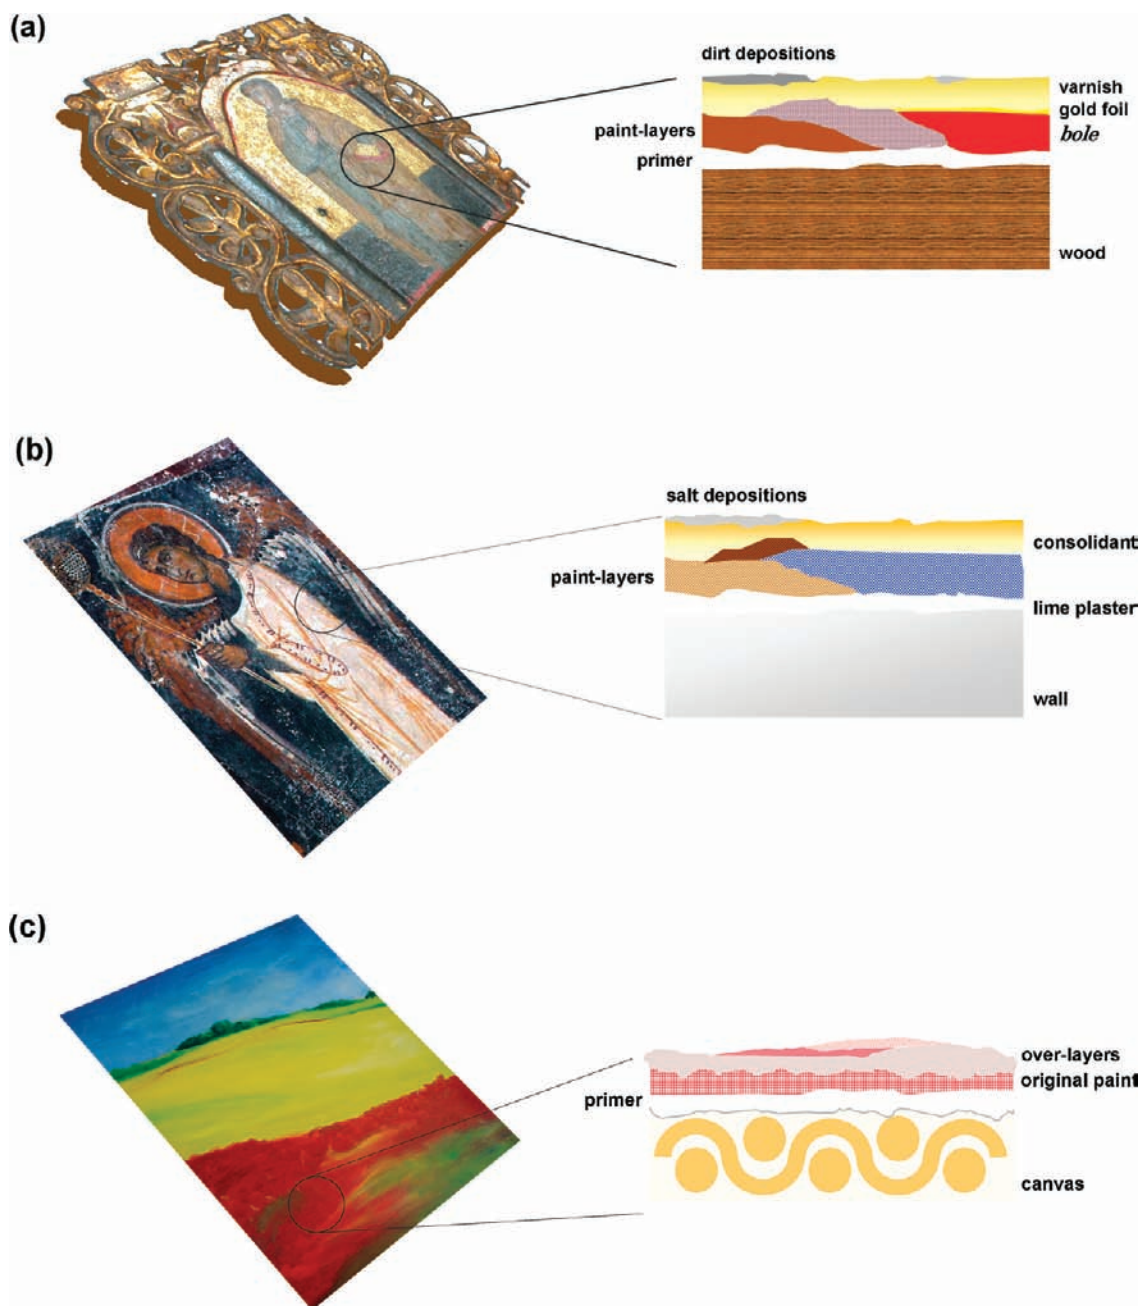 (a)
dirt depositions
varnish
gold foil
paint-layers
bole
primer
wood
(b)
salt depositions
consolidant
paint-layers
lime plaster
wall
(c)
over-layers
original paint
primer
canvas